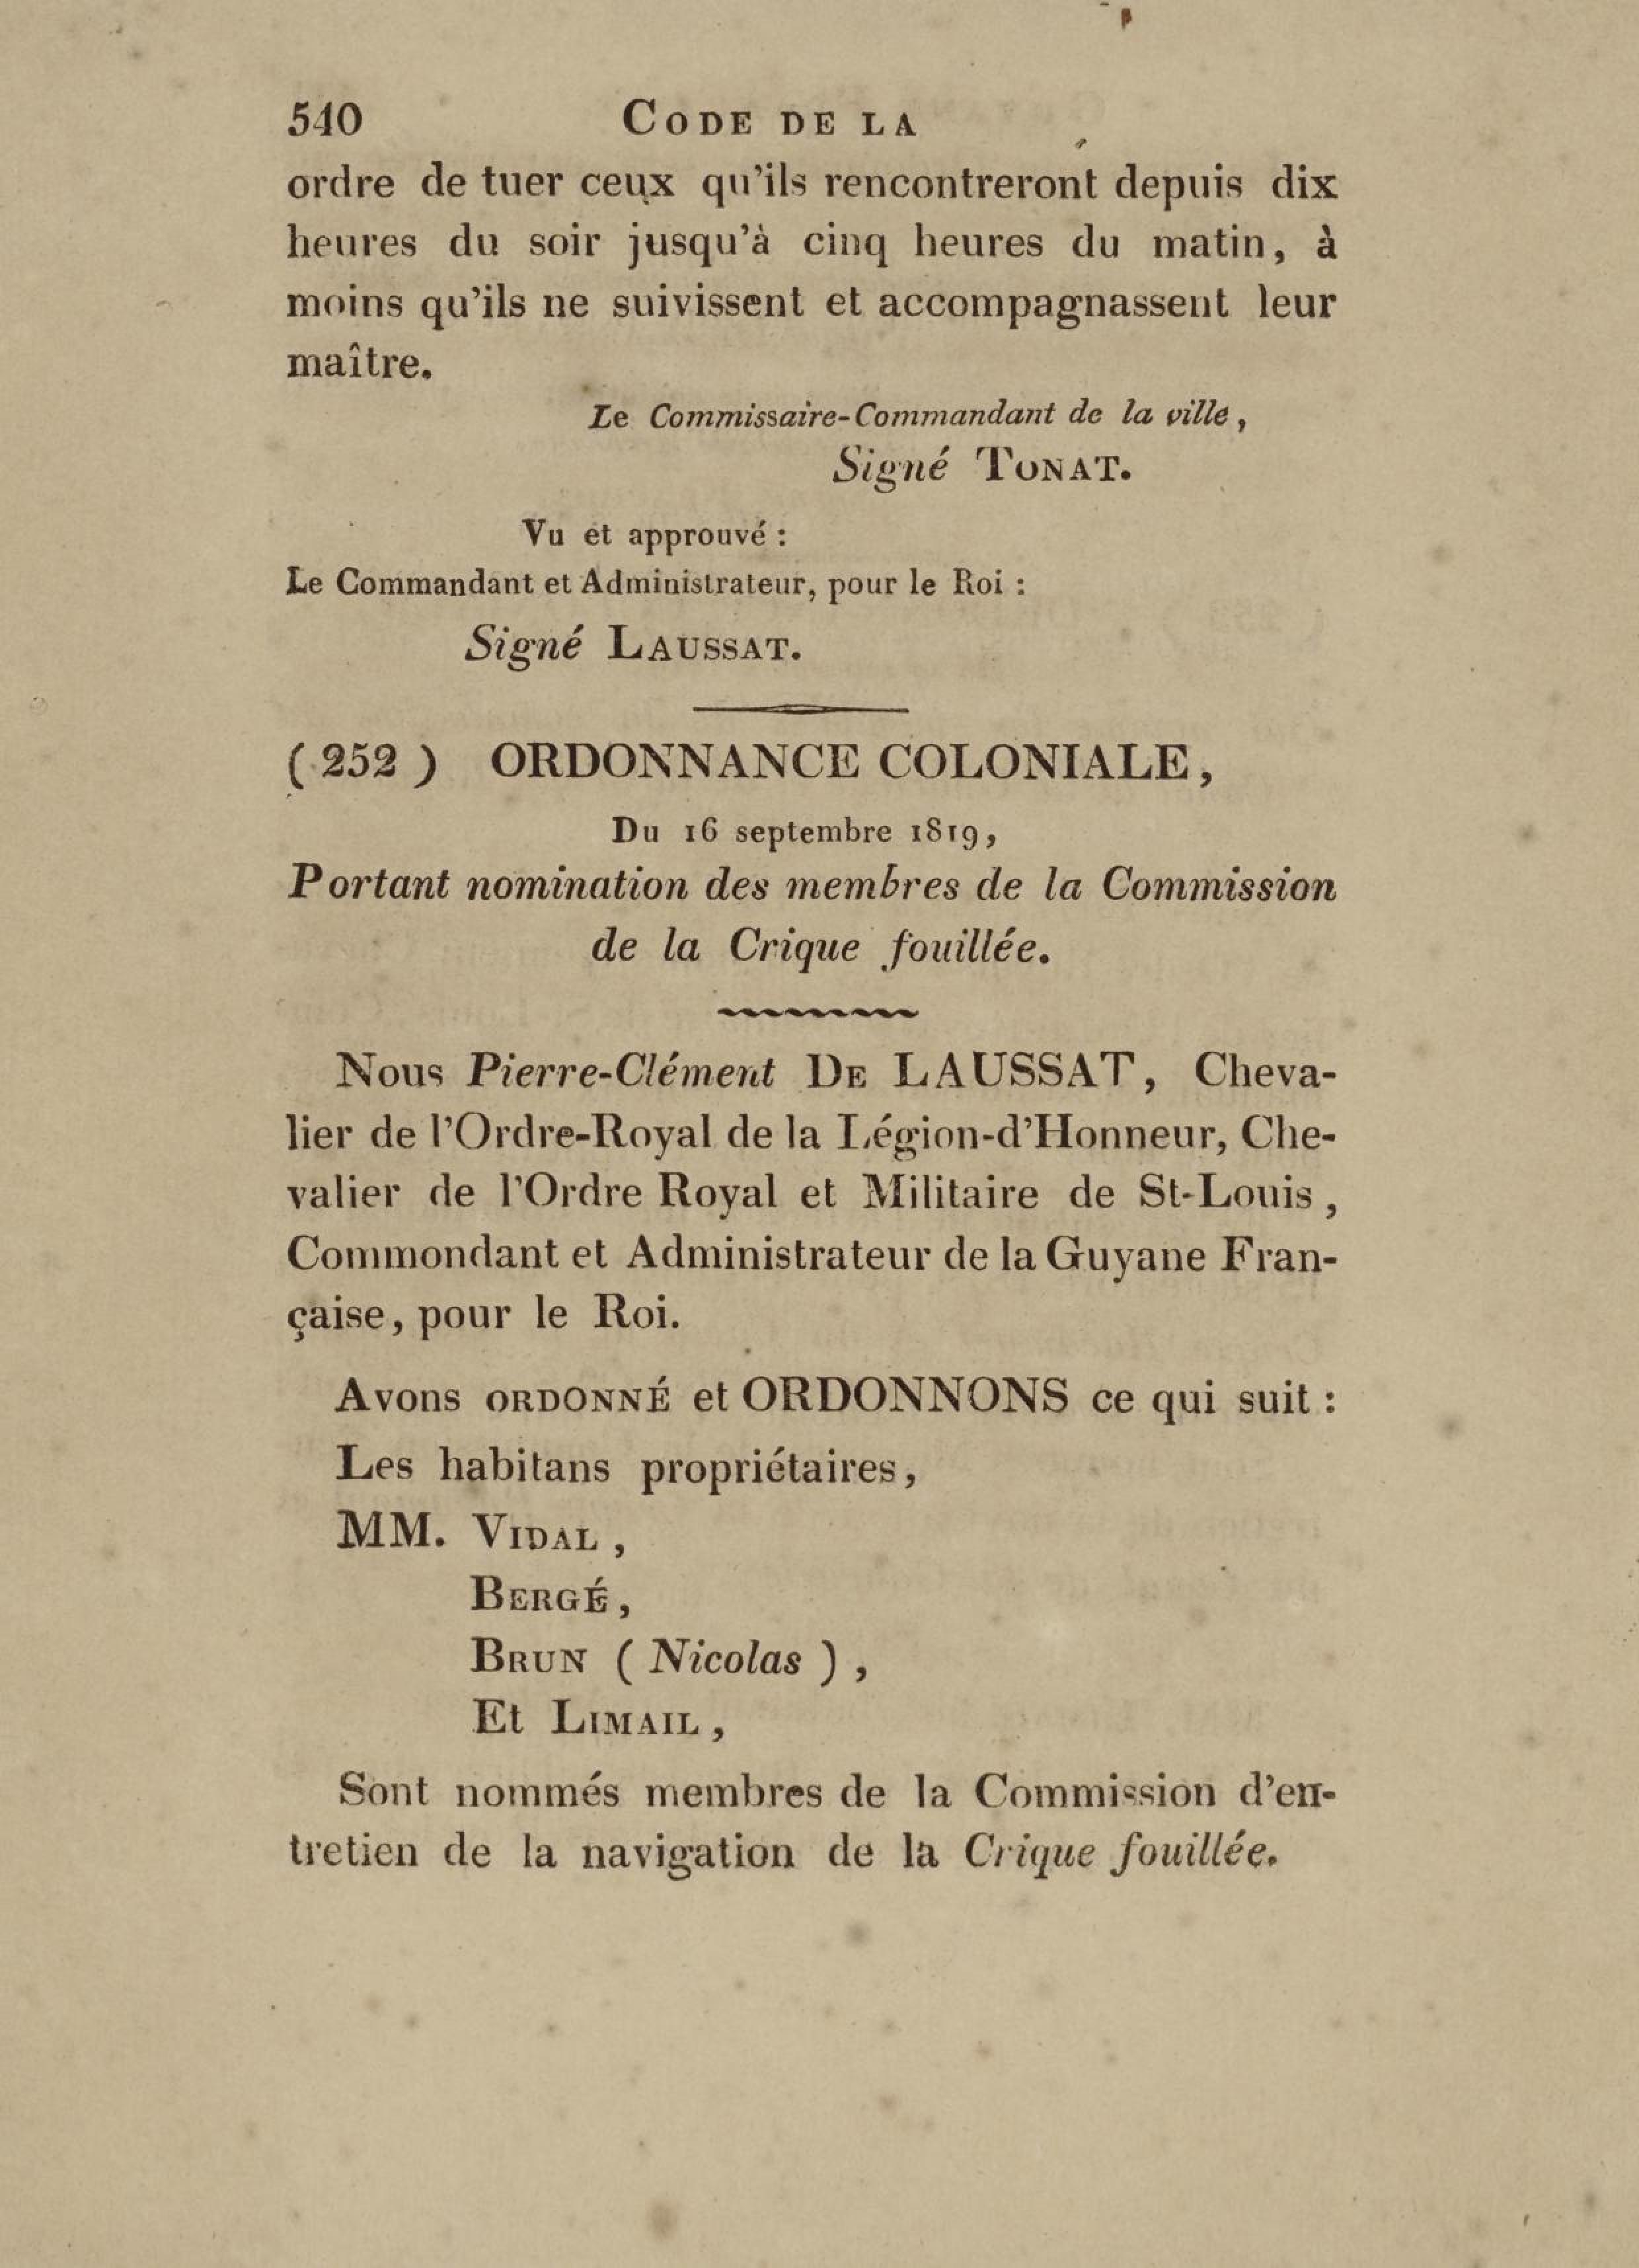 540 CODE DE LA
ordre de tuer ceux qu'ils rencontreront depuis dix
heures du soir jusqu'à cinq heures du matin, à
moins qu'ils ne suivissent et accompagnassent leur
maître.
Le Commissaire-Commandant de la ville,
Signé TONAT.
Vu et approuvé :
Le Commandant et Administrateur, pour le Roi :
Signé LAUSSAT.
( 252 ) ORDONNANCE COLONIALE,
Du 16 septembre 1819,
Portant nomination des membres de la Commission
de la Crique fouillée.
Nous Pierre-Clément DE LAUSSAT, Cheva-
lier de l'Ordre-Royal de la Légion-d'Honneur, Che-
valier de l'Ordre Royal et Militaire de St-Louis,
Commondant et Administrateur de la Guyane Fran-
çaise, pour le Roi.
Avons ORDONNÉ et ORDONNONS ce qui suit :
Les habitans propriétaires,
MM. VIDAL,
BERGÉ,
BRUN ( Nicolas ),
Et LIMAIL,
Sont nommés membres de la Commission d'en-
tretien de la navigation de la Crique fouillée.